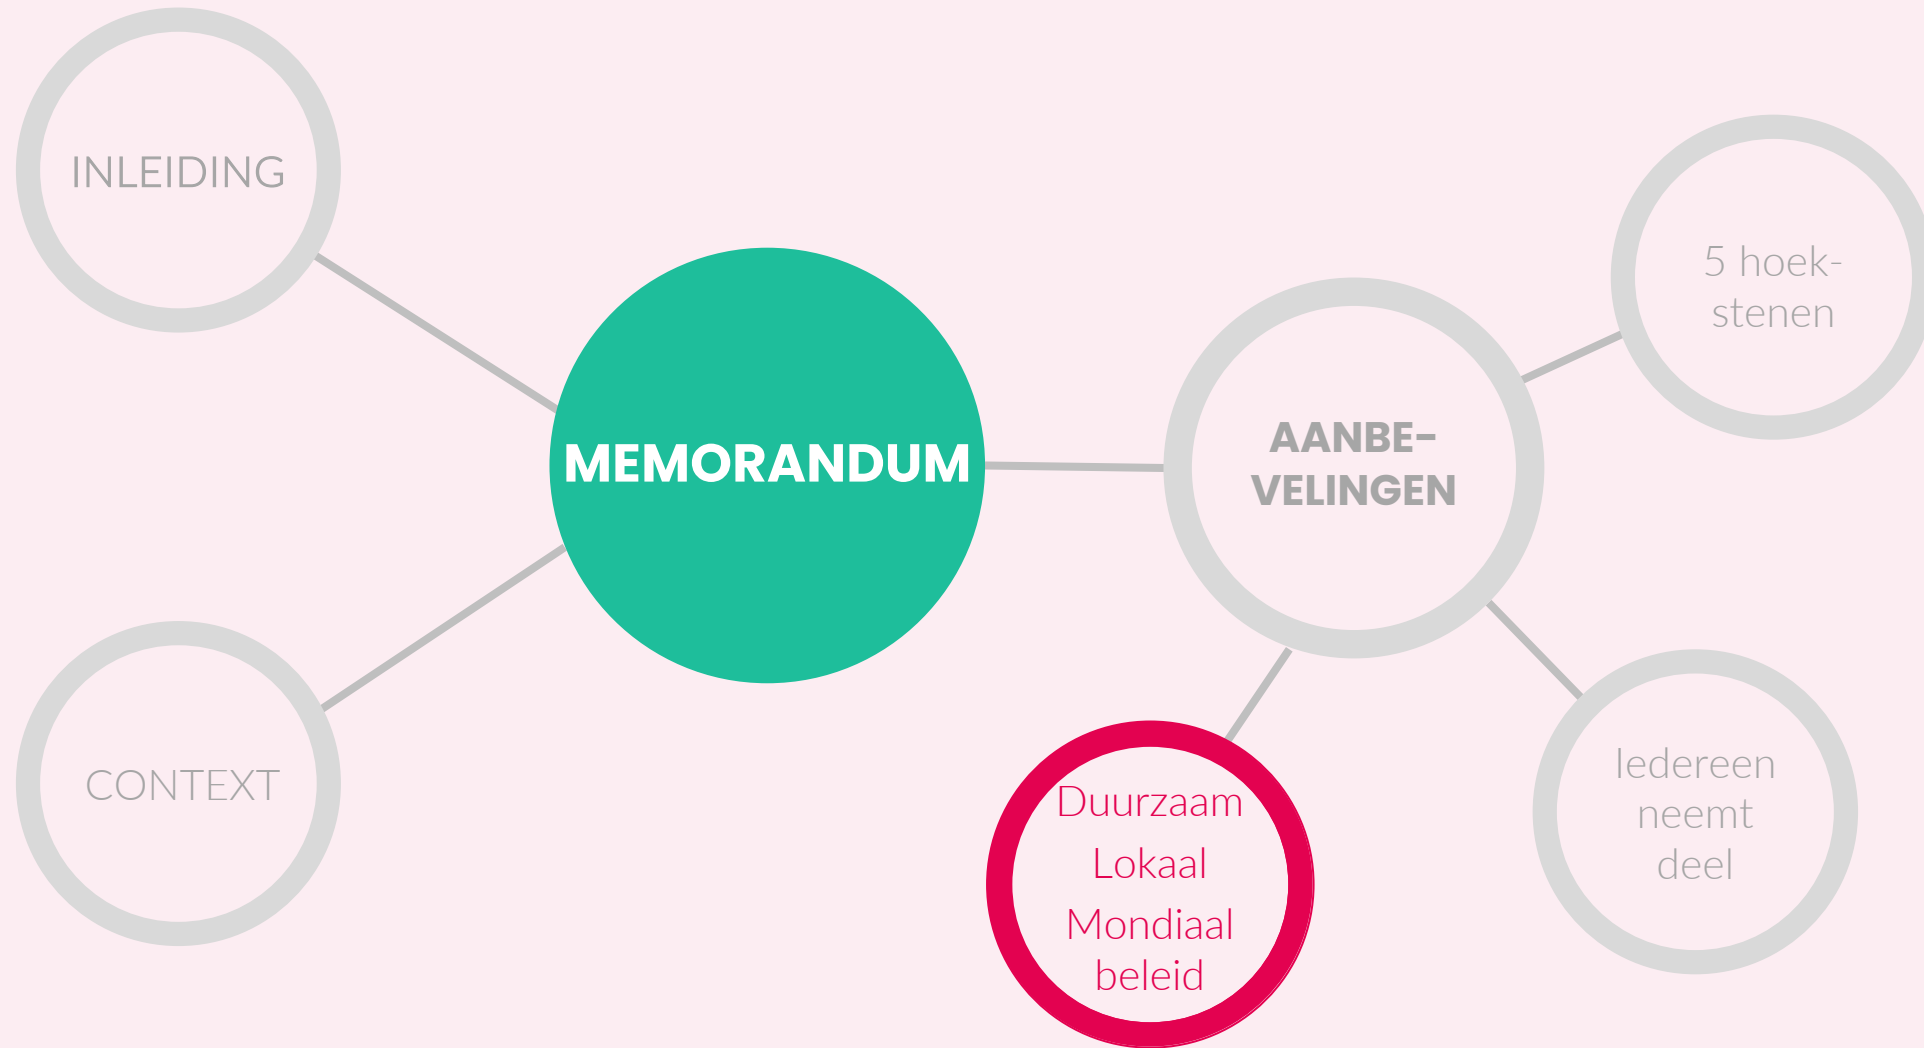 INLEIDING
5 hoek-
stenen
AANBE-
VELINGEN
MEMORANDUM
CONTEXT
Duurzaam
Lokaal
Mondiaal
beleid
Iedereen
neemt
deel